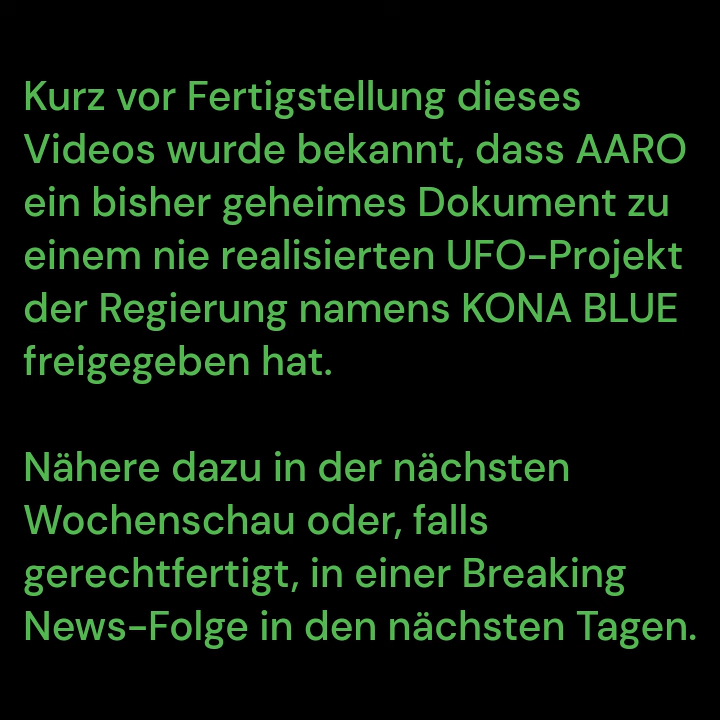 Kurz vor Fertigstellung dieses
Videos wurde bekannt, dass AARO
ein bisher geheimes Dokument zu
einem nie realisierten UFO-Projekt
der Regierung namens KONA BLUE
freigegeben hat.
Nähere dazu in der nächsten
Wochenschau oder, falls
gerechtfertigt, in einer Breaking
News-Folge in den nächsten Tagen.